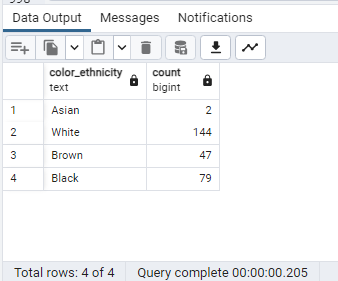 Data Output Messages Notifications
color_ethnicity count
text bigint
1 Asian 2
2 White 144
3 Brown 47
4 Black 79
Total rows: 4 of 4 Query complete 00:00:00.205